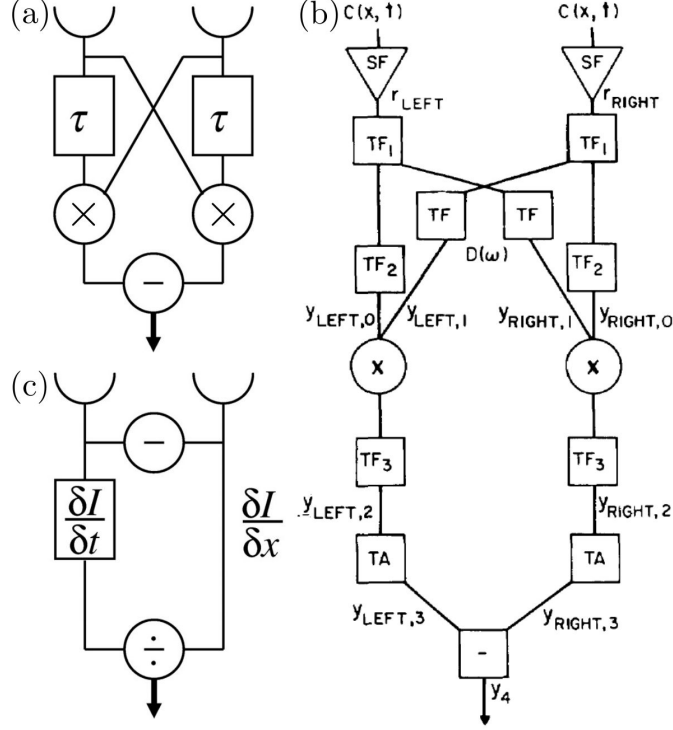 (a)
τ τ
× ×
−
(b)
C(x, t) C(x, t)
SF SF
r LEFT r RIGHT
TF1 TF1
TF TF
D(ω)
TF2 TF2
y LEFT,0 y LEFT,1 y RIGHT,1 y RIGHT,0
x x
TF3 TF3
y LEFT,2 y RIGHT,2
TA TA
y LEFT,3 y RIGHT,3
-
y4
(c)
−
δI
δt
δI
δx
÷